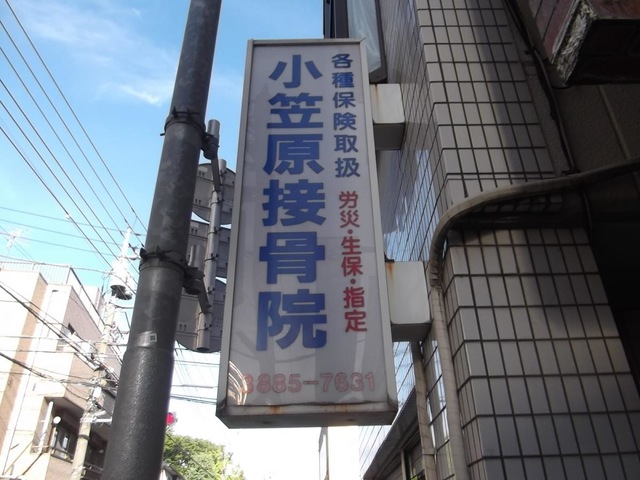 各種保険取扱
労災・生保・指定
小笠原接骨院
3885-7631